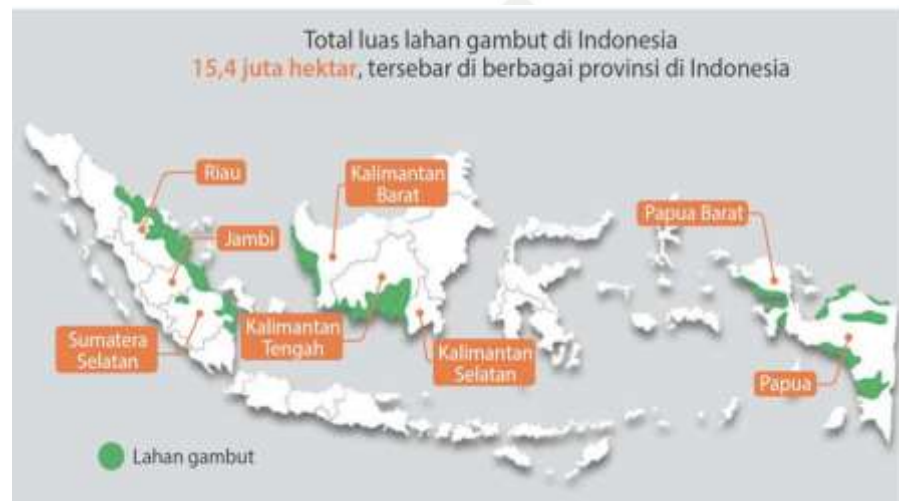 Total luas lahan gambut di Indonesia
15,4 juta hektar, tersebar di berbagai provinsi di Indonesia
Riau
Kalimantan
Barat
Papua Barat
Jambi
Sumatera
Selatan
Kalimantan
Tengah
Kalimantan
Selatan
Papua
Lahan gambut